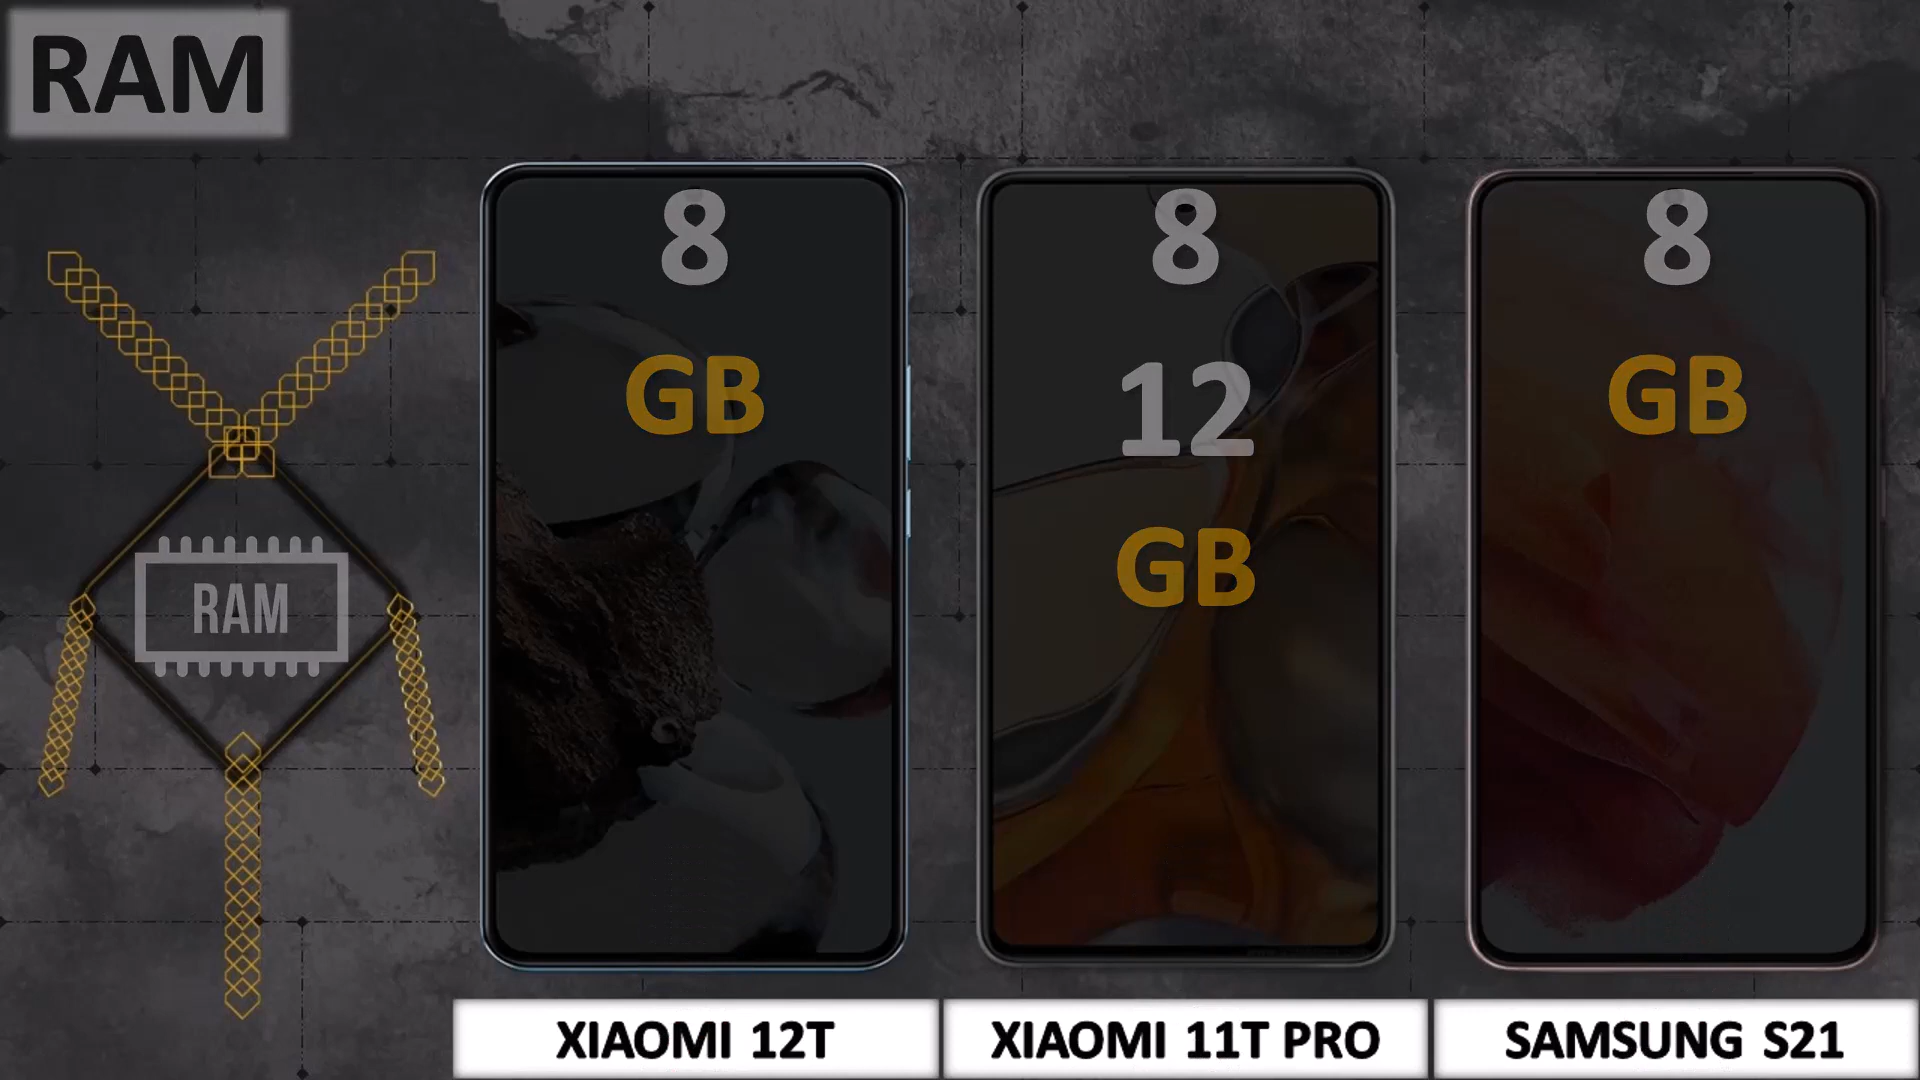 RAM
RAM
8
GB
8
12
GB
8
GB
XIAOMI 12T
XIAOMI 11T PRO
SAMSUNG S21